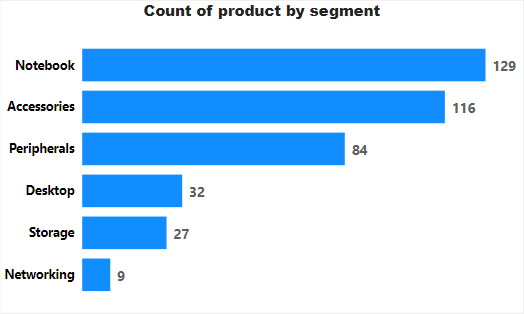 Count of product by segment
Notebook 129
Accessories 116
Peripherals 84
Desktop 32
Storage 27
Networking 9